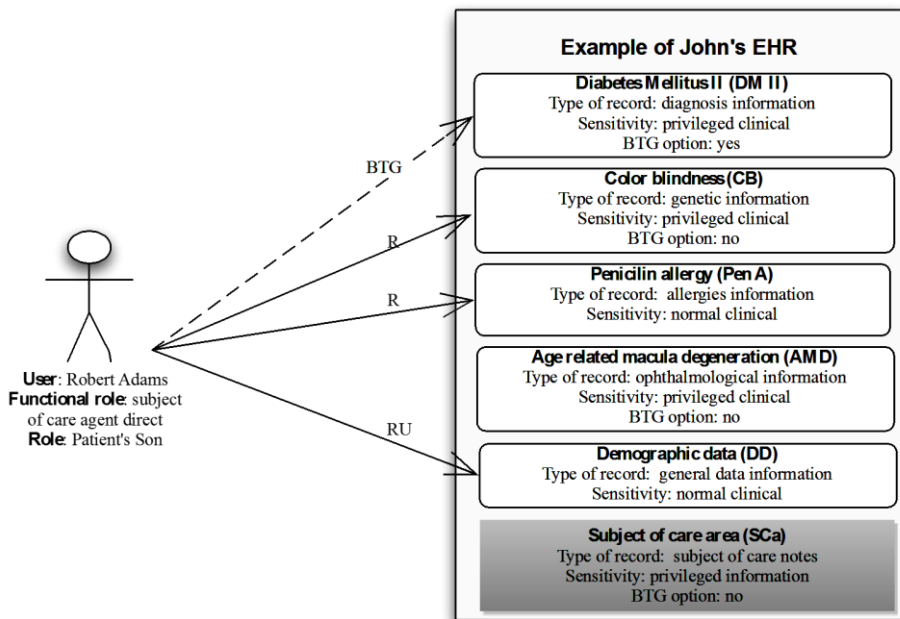 Example of John's EHR
Diabetes Mellitus II (DM II)
Type of record: diagnosis information
Sensitivity: privileged clinical
BTG option: yes
BTG
Color blindness (CB)
Type of record: genetic information
Sensitivity: privileged clinical
BTG option: no
R
Penicilin allergy (Pen A)
Type of record: allergies information
Sensitivity: normal clinical
R
Age related macula degeneration (AMD)
Type of record: ophthalmological information
Sensitivity: privileged clinical
BTG option: no
User: Robert Adams
Functional role: subject
of care agent direct
Role: Patient's Son
RU
Demographic data (DD)
Type of record: general data information
Sensitivity: normal clinical
Subject of care area (SCa)
Type of record: subject of care notes
Sensitivity: privileged information
BTG option: no